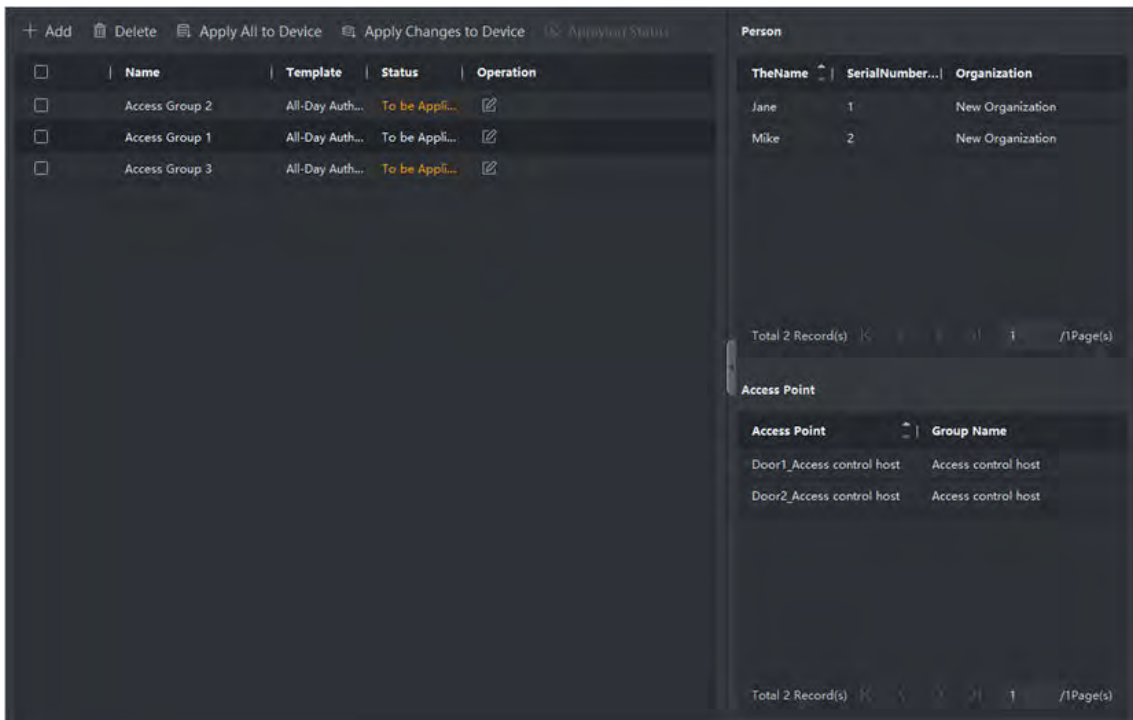 Add Delete Apply All to Device Apply Changes to Device Applying Status
Name Template Status Operation
Access Group 2 All-Day Auth... To be Appli...
Access Group 1 All-Day Auth... To be Appli...
Access Group 3 All-Day Auth... To be Appli...
Person
TheName SerialNumber... Organization
Jane 1 New Organization
Mike 2 New Organization
Total 2 Record(s) 1 /1Page(s)
Access Point
Access Point Group Name
Door1_Access control host Access control host
Door2_Access control host Access control host
Total 2 Record(s) 1 /1Page(s)